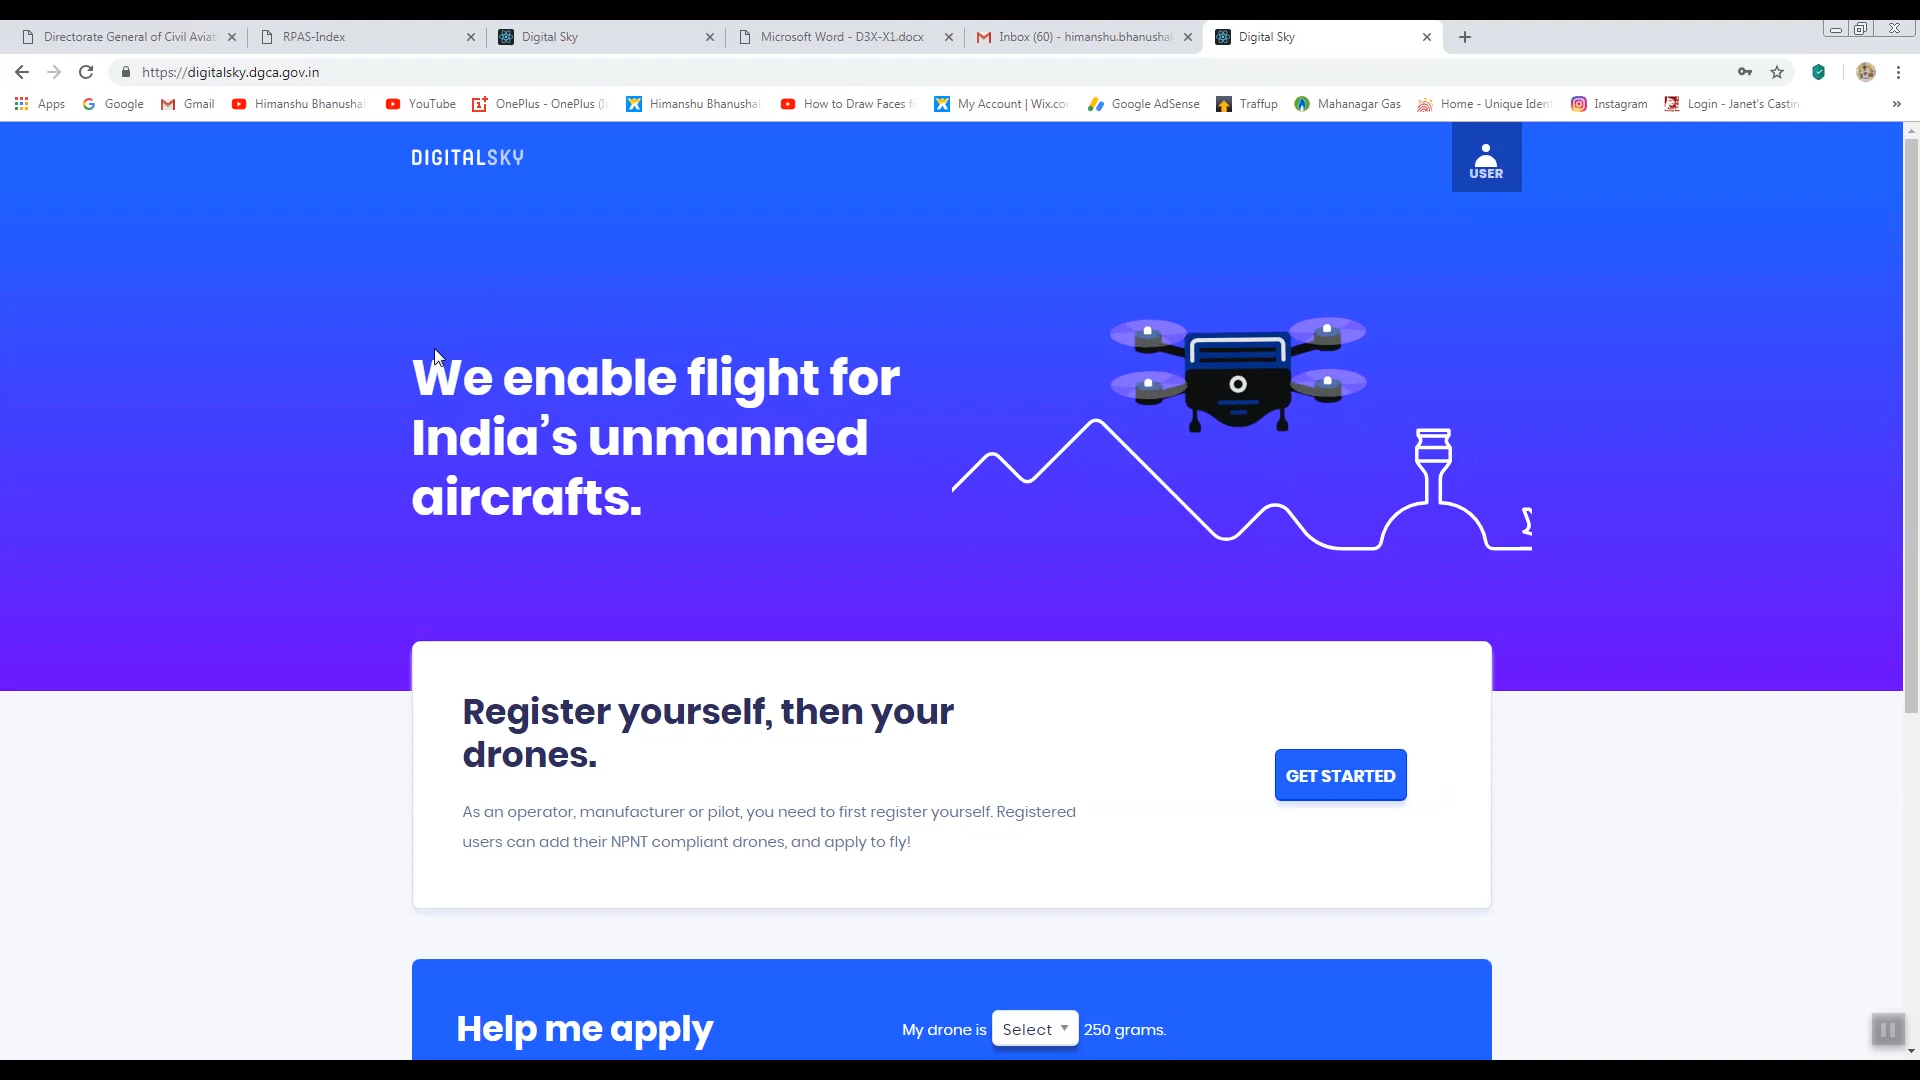 Directorate General of Civil Aviat
RPAS-Index
Digital Sky
Microsoft Word - D3X-X1.docx
Inbox (60) - himanshu.bhanusha
Digital Sky
https://digitalsky.dgca.gov.in
Apps
Google
Gmail
Himanshu Bhanushal
YouTube
OnePlus - OnePlus (I
Himanshu Bhanushal
How to Draw Faces f
My Account | Wix.co
Google AdSense
Traffup
Mahanagar Gas
Home - Unique Iden
Instagram
Login - Janet's Castin
DIGITALSKY
USER
We enable flight for
India’s unmanned
aircrafts.
Register yourself, then your
drones.
GET STARTED
As an operator, manufacturer or pilot, you need to first register yourself. Registered
users can add their NPNT compliant drones, and apply to fly!
Help me apply
My drone is Select 250 grams.